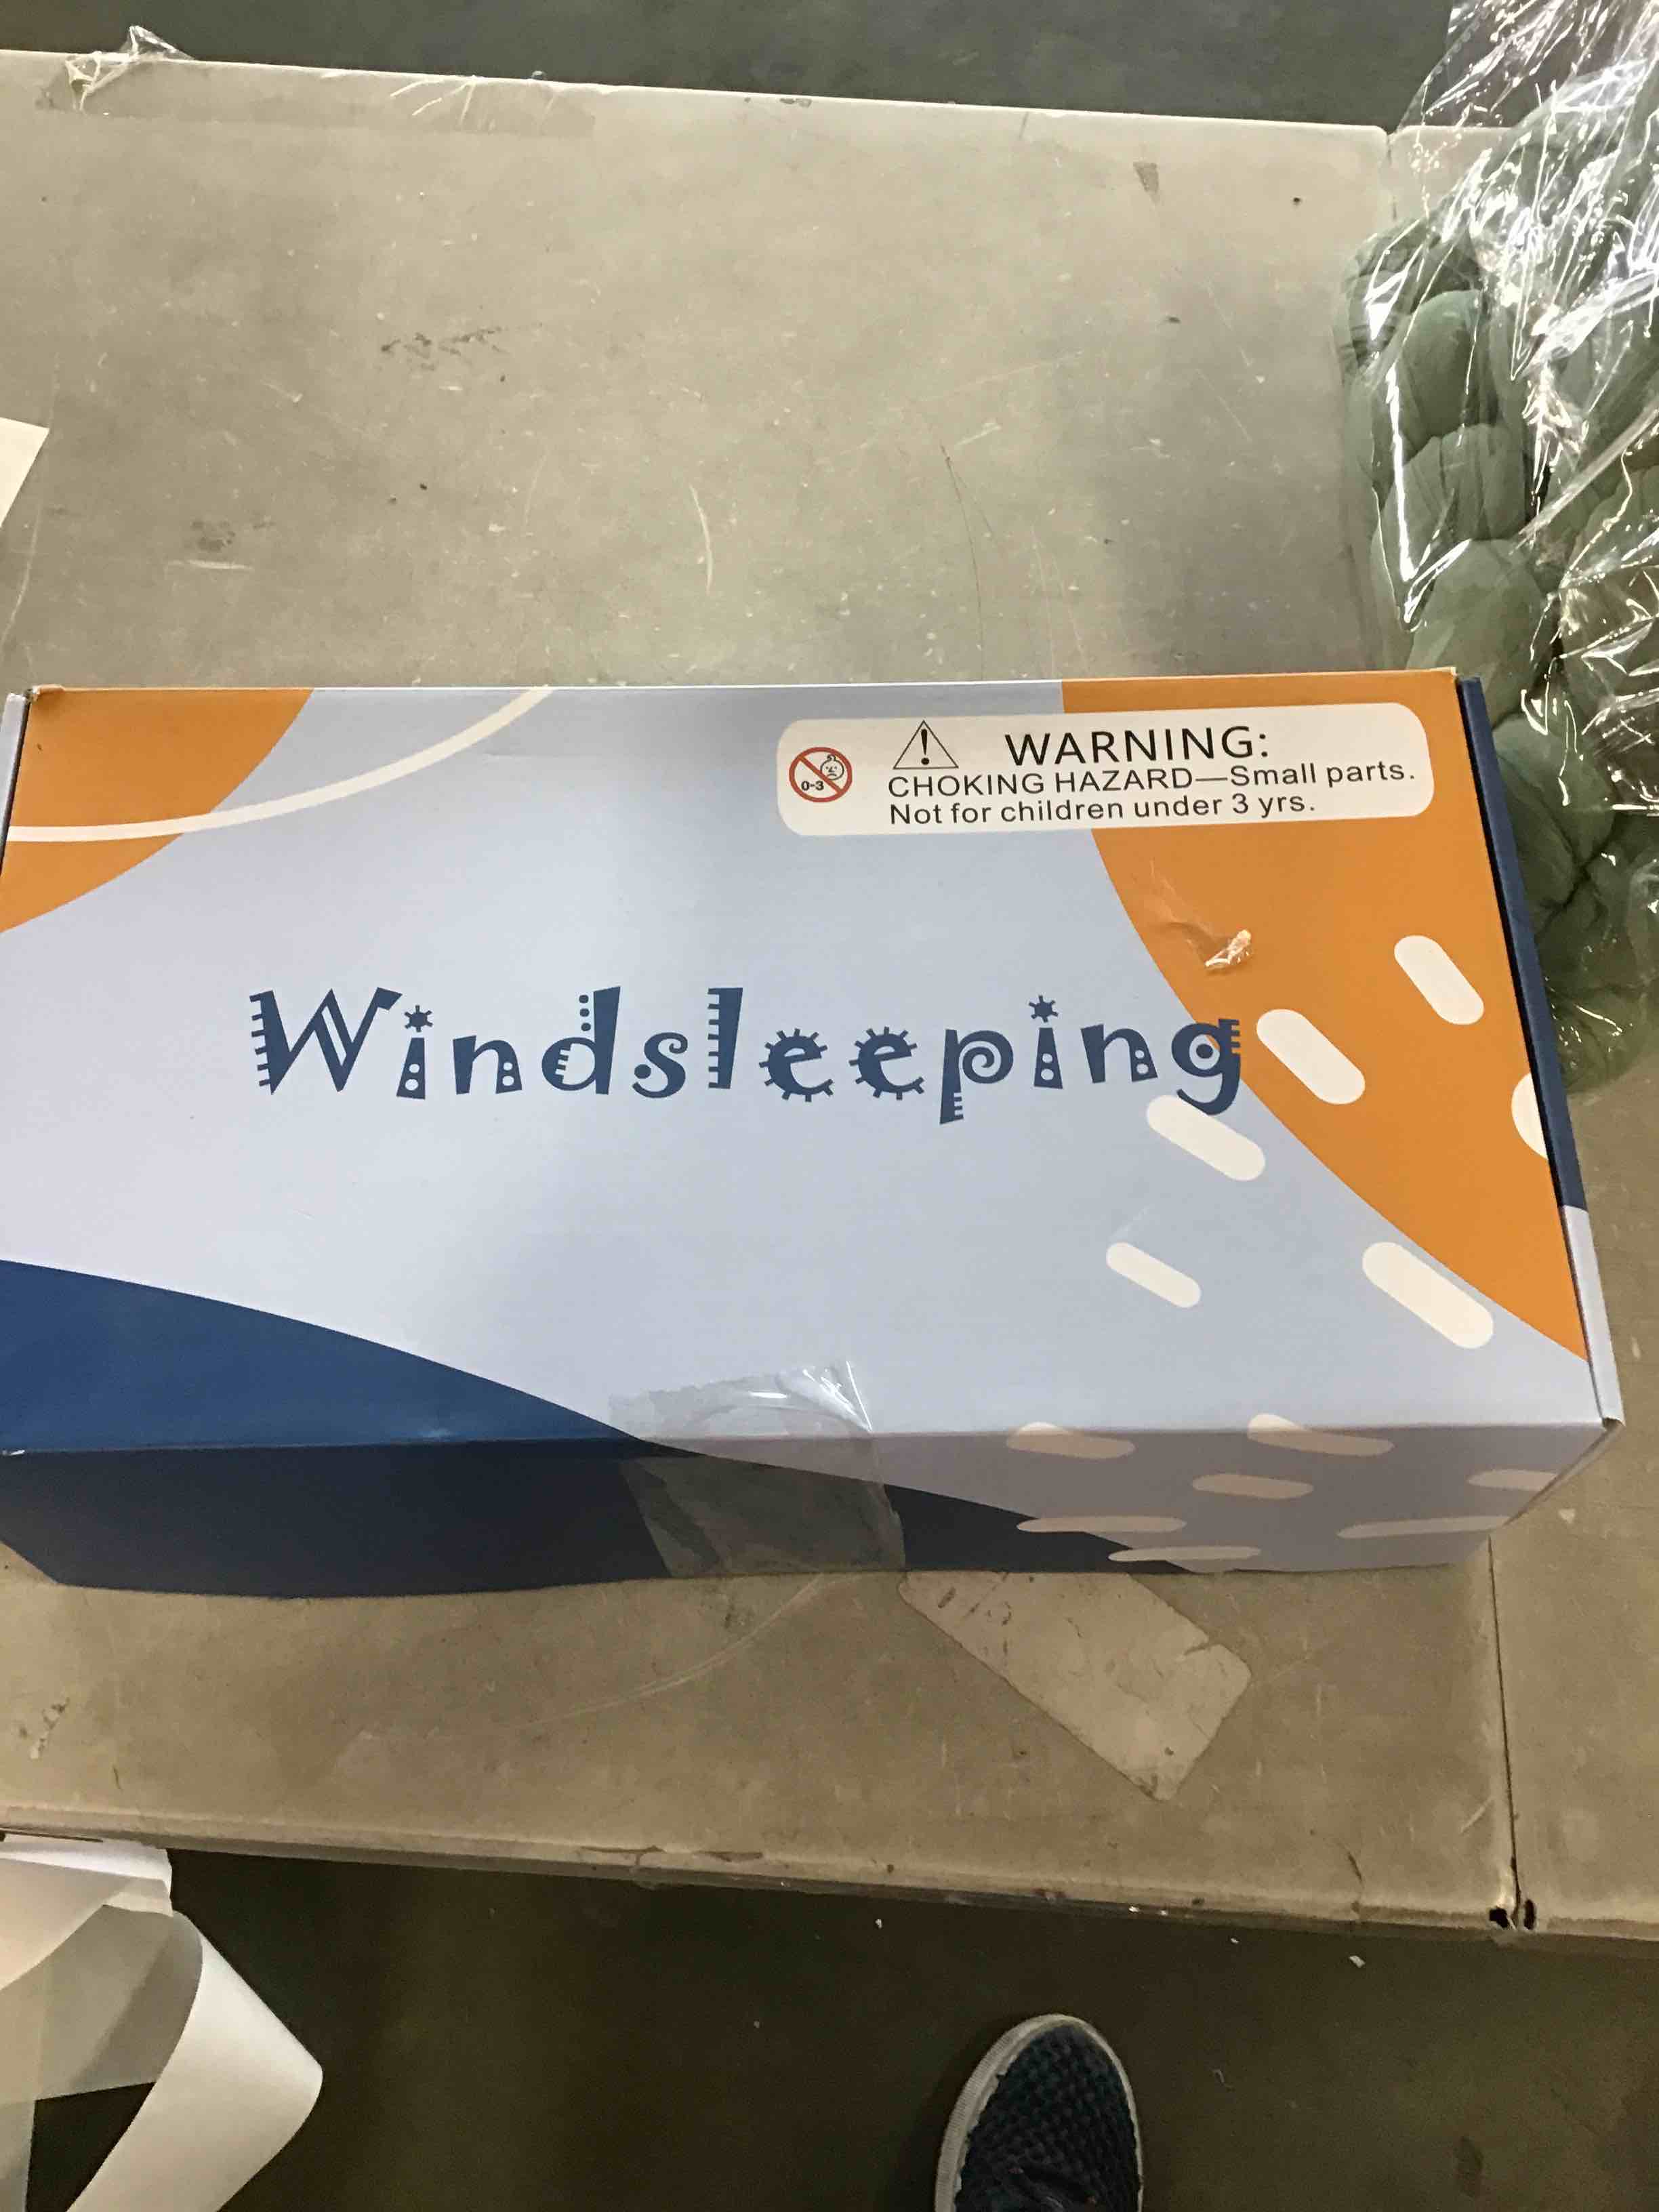 WARNING:
CHOKING HAZARD—Small parts.
0-3
Not for children under 3 yrs.
Windsleeping